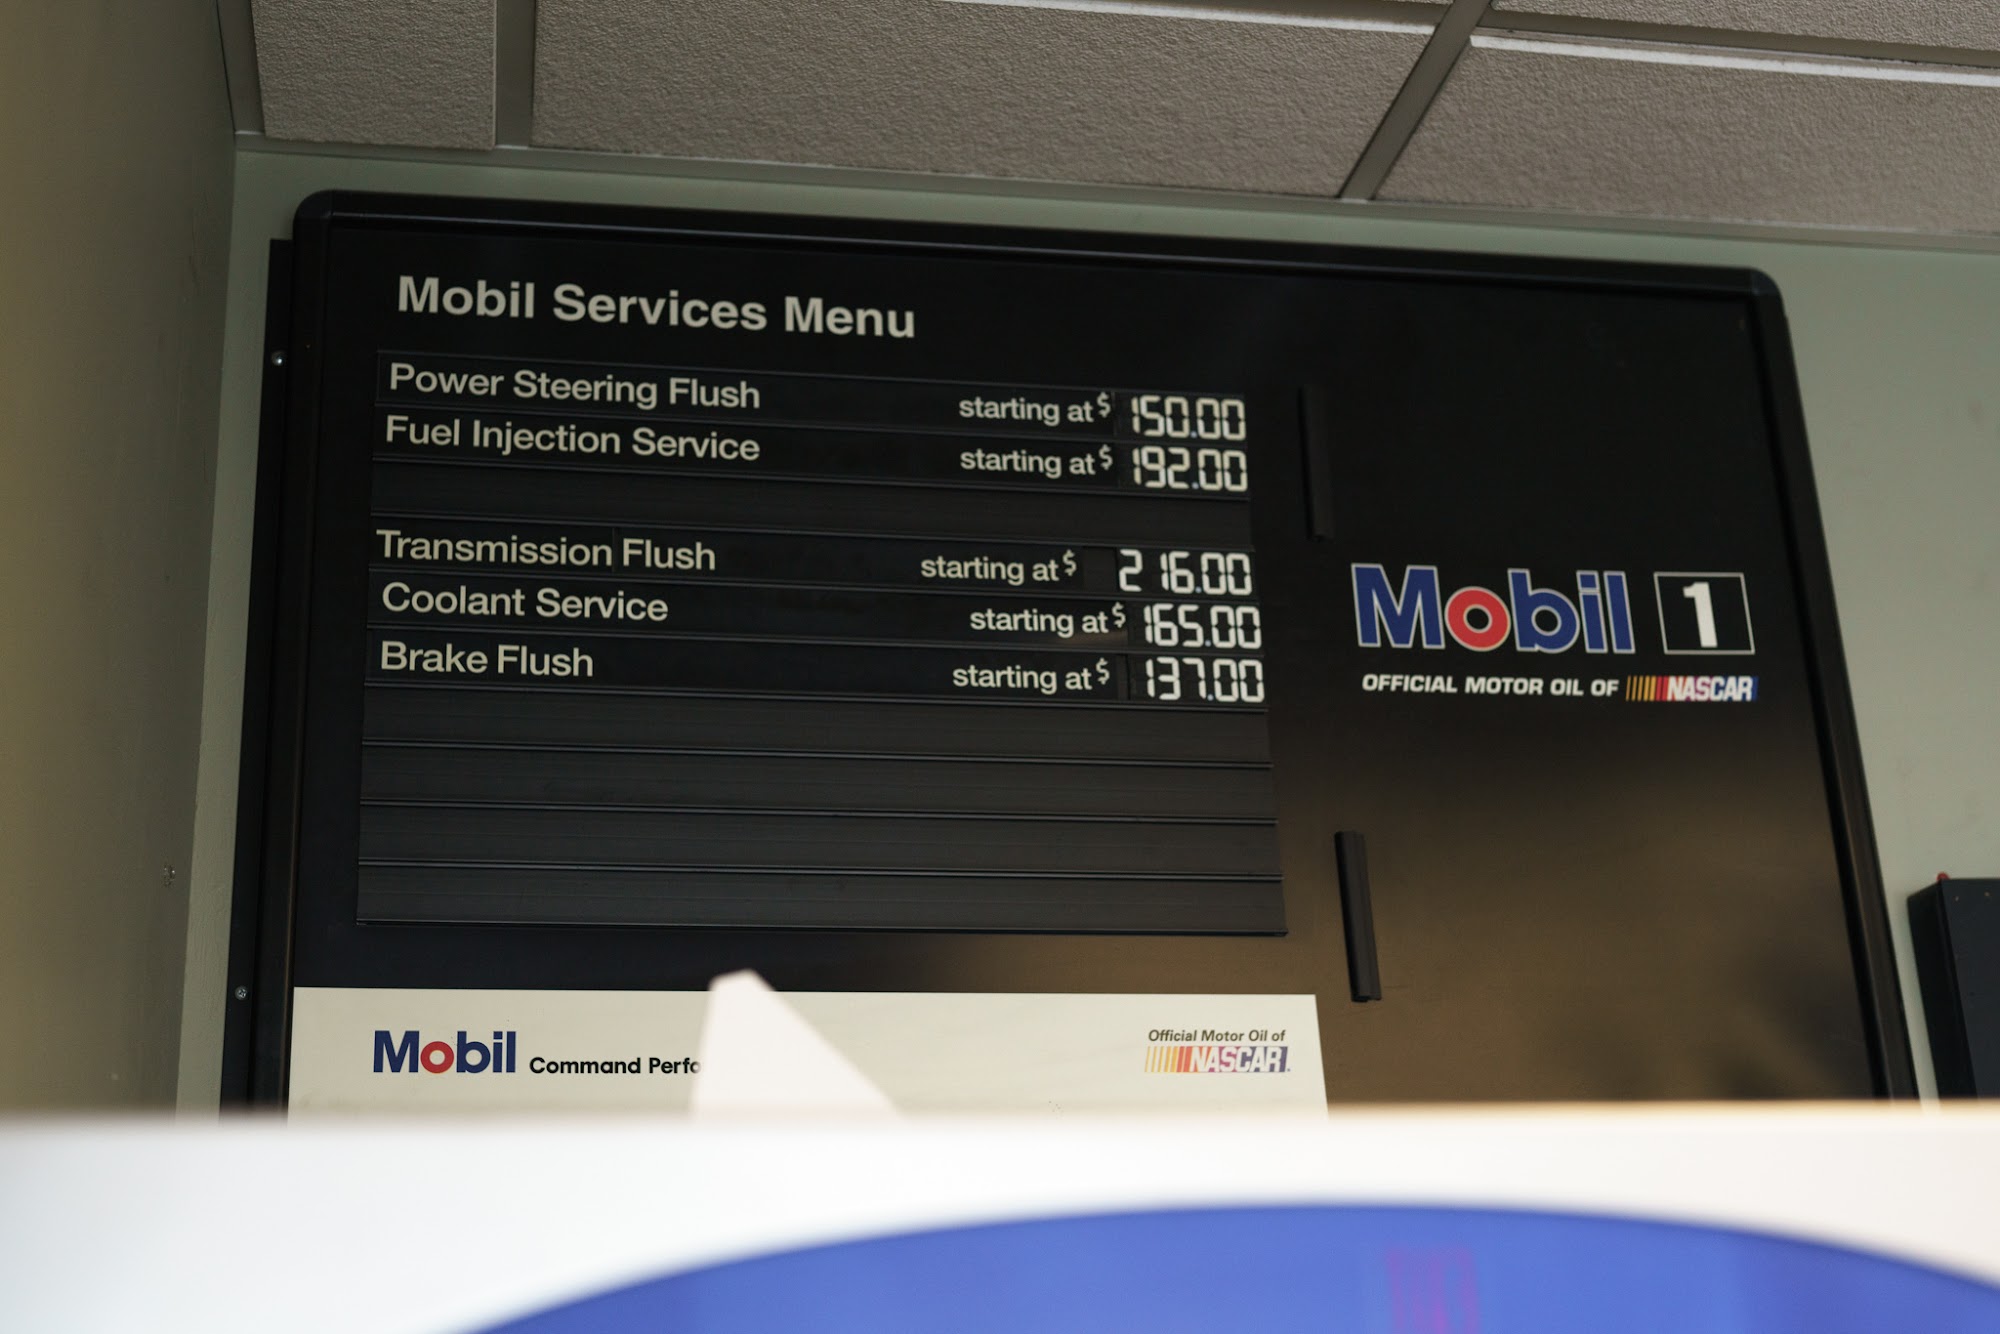 Mobil Services Menu
Power Steering Flush starting at $ 150.00
Fuel Injection Service starting at $ 192.00
Transmission Flush starting at $ 216.00
Coolant Service starting at $ 165.00
Brake Flush starting at $ 137.00
Mobil 1
OFFICIAL MOTOR OIL OF NASCAR
Mobil Command Perfo
Official Motor Oil of
NASCAR